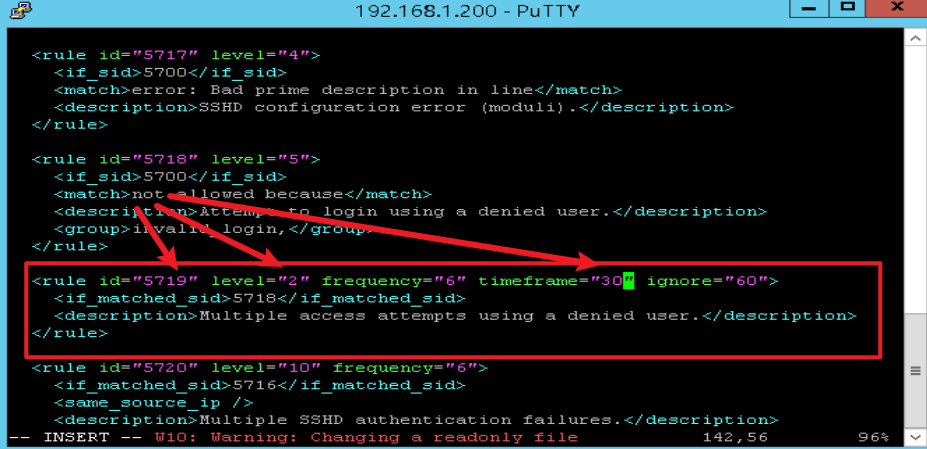 192.168.1.200 - PuTTY
<rule id="5717" level="4">
<if_sid>5700</if_sid>
<match>error: Bad prime description in line</match>
<description>SSHD configuration error (moduli).</description>
</rule>
<rule id="5718" level="5">
<if_sid>5700</if_sid>
<match>not allowed because</match>
<description>Attempt to login using a denied user.</description>
<group>invalid_login,</group>
</rule>
<rule id="5719" level="2" frequency="6" timeframe="30" ignore="60">
<if_matched_sid>5718</if_matched_sid>
<description>Multiple access attempts using a denied user.</description>
</rule>
<rule id="5720" level="10" frequency="6">
<if_matched_sid>5716</if_matched_sid>
<same_source_ip />
<description>Multiple SSHD authentication failures.</description>
-- INSERT -- W10: Warning: Changing a readonly file 142,56 96%